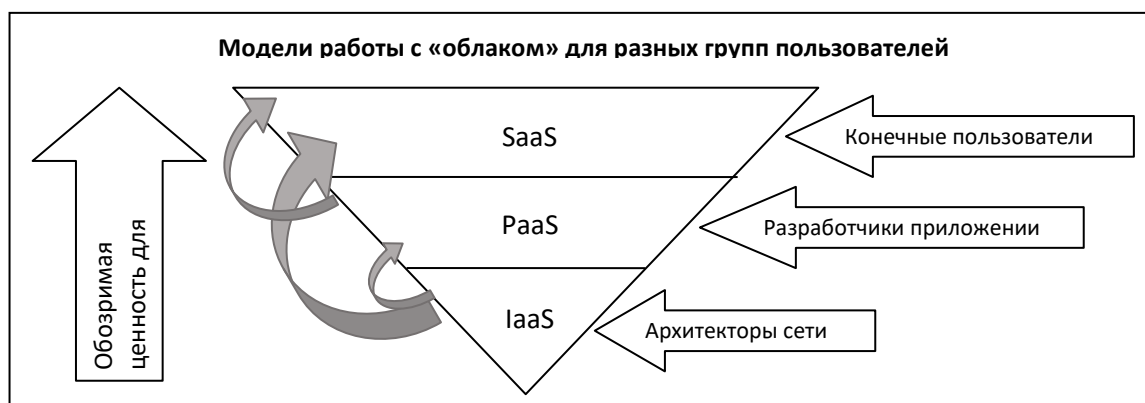 Модели работы с «облаком» для разных групп пользователей
SaaS
Конечные пользователи
PaaS
Разработчики приложении
IaaS
Архитекторы сети
Обозримая
ценность для